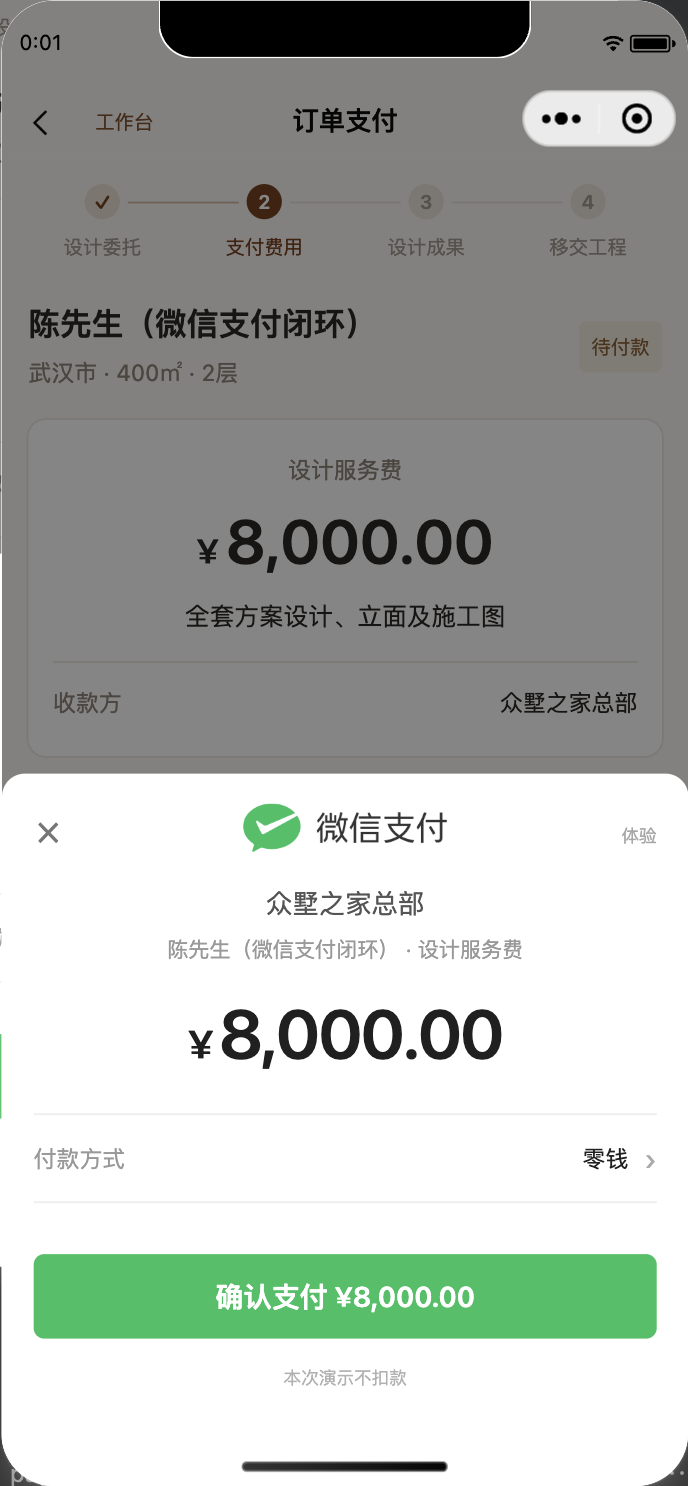 0:01
工作台
订单支付
2
3
4
设计委托
支付费用
设计成果
移交工程
陈先生（微信支付闭环）
武汉市 · 400㎡ · 2层
待付款
设计服务费
¥8,000.00
全套方案设计、立面及施工图
收款方
众墅之家总部
微信支付
体验
众墅之家总部
陈先生（微信支付闭环） · 设计服务费
¥8,000.00
付款方式
零钱
确认支付 ¥8,000.00
本次演示不扣款